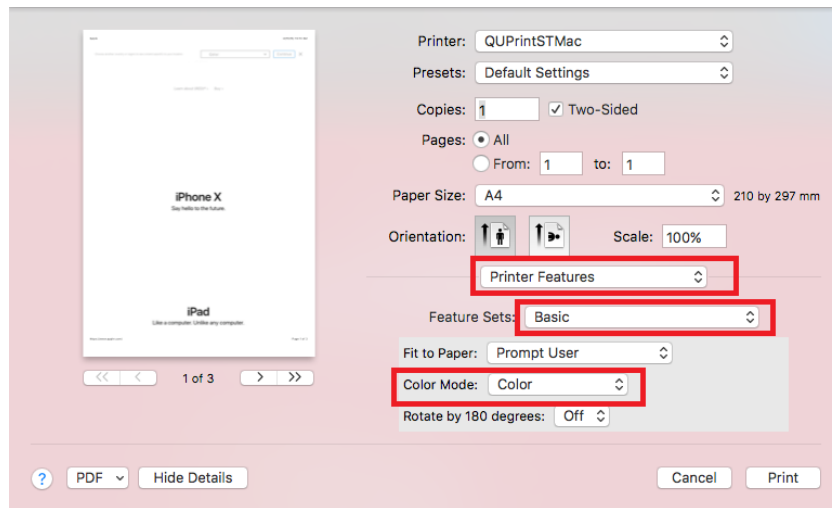 Printer: QUPrintSTMac
Presets: Default Settings
Copies: 1 Two-Sided
Pages: All
From: 1 to: 1
Paper Size: A4 210 by 297 mm
Orientation: Scale: 100%
Printer Features
Feature Sets: Basic
Fit to Paper: Prompt User
Color Mode: Color
Rotate by 180 degrees: Off
iPhone X
Say hello to the future.
iPad
Like a computer. Unlike any computer.
1 of 3
? PDF Hide Details Cancel Print